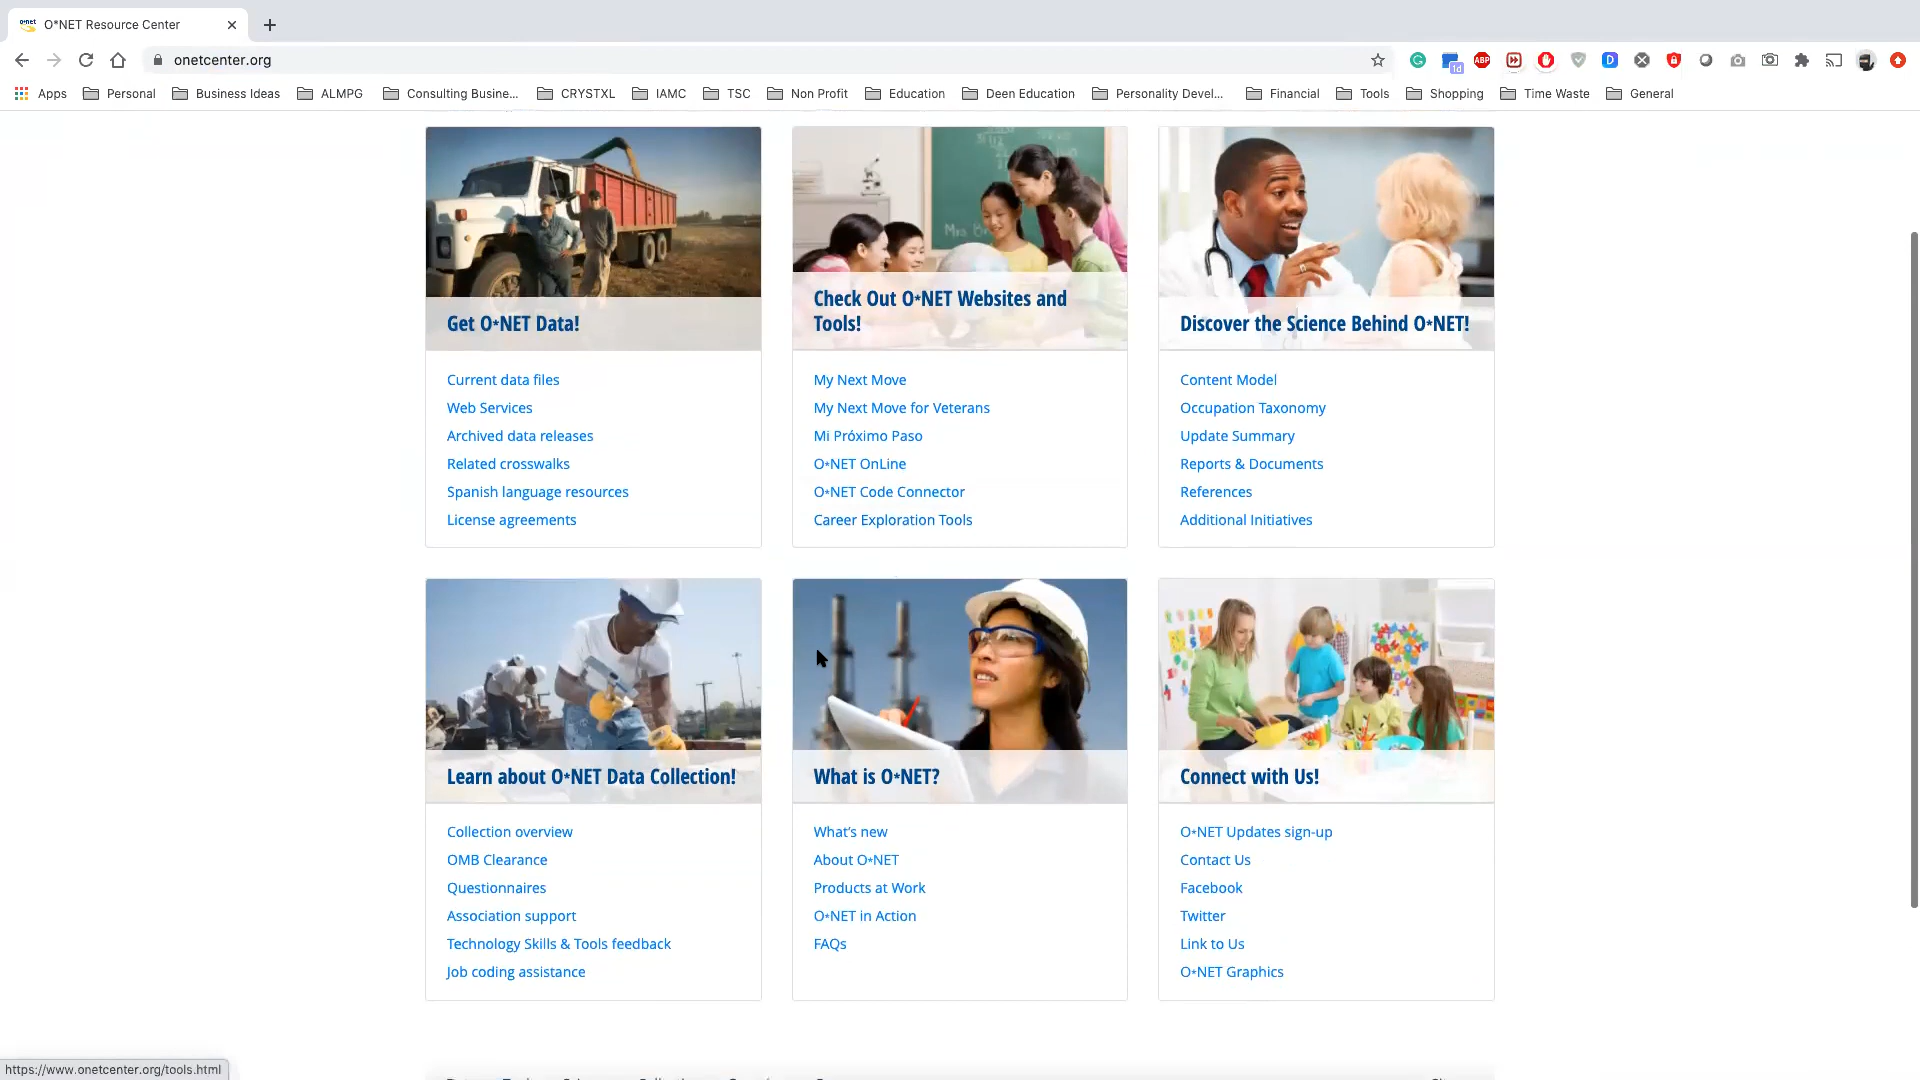 O*NET Resource Center
onetcenter.org
1d
ABP
D
Apps Personal Business Ideas ALMPG Consulting Busine... CRYSTXL IAMC TSC Non Profit Education Deen Education Personality Devel... Financial Tools Shopping Time Waste General
Get O*NET Data!
Current data files
Web Services
Archived data releases
Related crosswalks
Spanish language resources
License agreements
Check Out O*NET Websites and
Tools!
My Next Move
My Next Move for Veterans
Mi Próximo Paso
O*NET OnLine
O*NET Code Connector
Career Exploration Tools
Discover the Science Behind O*NET!
Content Model
Occupation Taxonomy
Update Summary
Reports & Documents
References
Additional Initiatives
Learn about O*NET Data Collection!
Collection overview
OMB Clearance
Questionnaires
Association support
Technology Skills & Tools feedback
Job coding assistance
What is O*NET?
What's new
About O*NET
Products at Work
O*NET in Action
FAQs
Connect with Us!
O*NET Updates sign-up
Contact Us
Facebook
Twitter
Link to Us
O*NET Graphics
https://www.onetcenter.org/tools.html